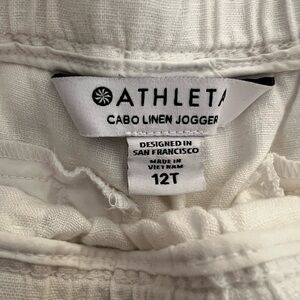 ATHLETA
CABO LINEN JOGGER
DESIGNED IN
SAN FRANCISCO
MADE IN
VIETNAM
12T